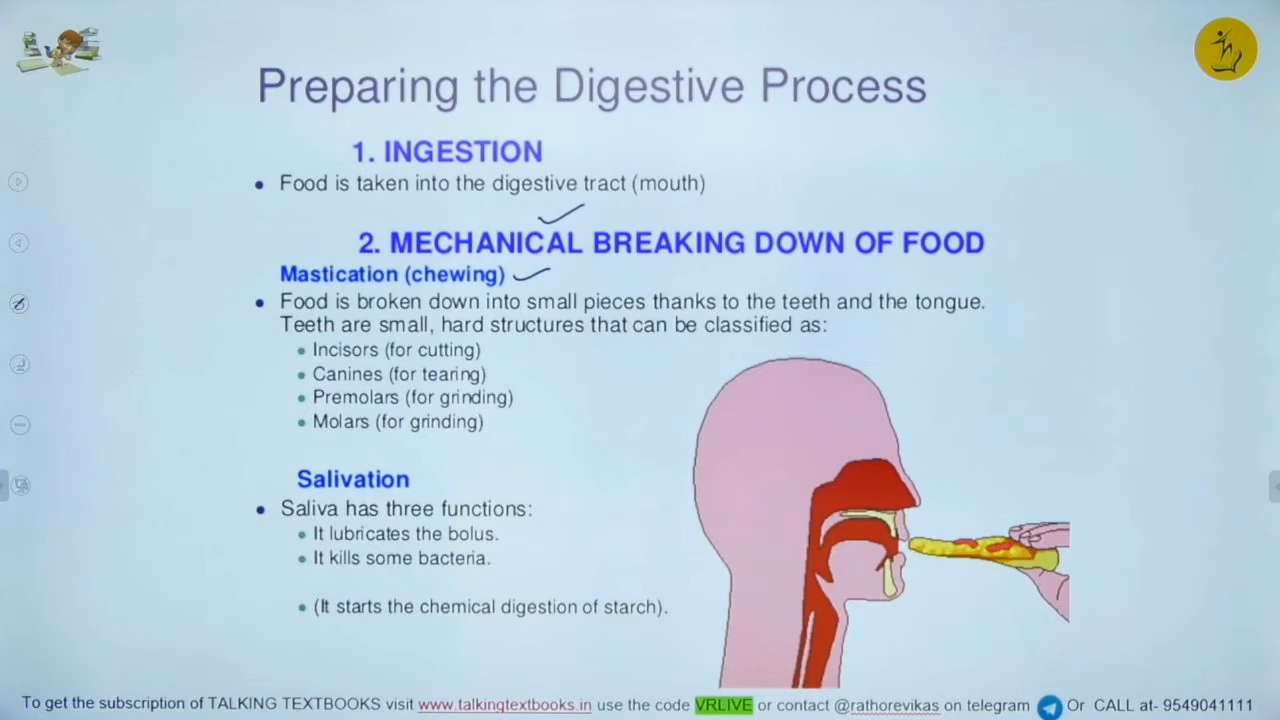 Preparing the Digestive Process
1. INGESTION
• Food is taken into the digestive tract (mouth)
2. MECHANICAL BREAKING DOWN OF FOOD
Mastication (chewing)
• Food is broken down into small pieces thanks to the teeth and the tongue.
Teeth are small, hard structures that can be classified as:
• Incisors (for cutting)
• Canines (for tearing)
• Premolars (for grinding)
• Molars (for grinding)
Salivation
• Saliva has three functions:
• It lubricates the bolus.
• It kills some bacteria.
• (It starts the chemical digestion of starch).
To get the subscription of TALKING TEXTBOOKS visit www.talkingtextbooks.in use the code VRLIVE or contact @rathorevikas on telegram Or CALL at- 9549041111